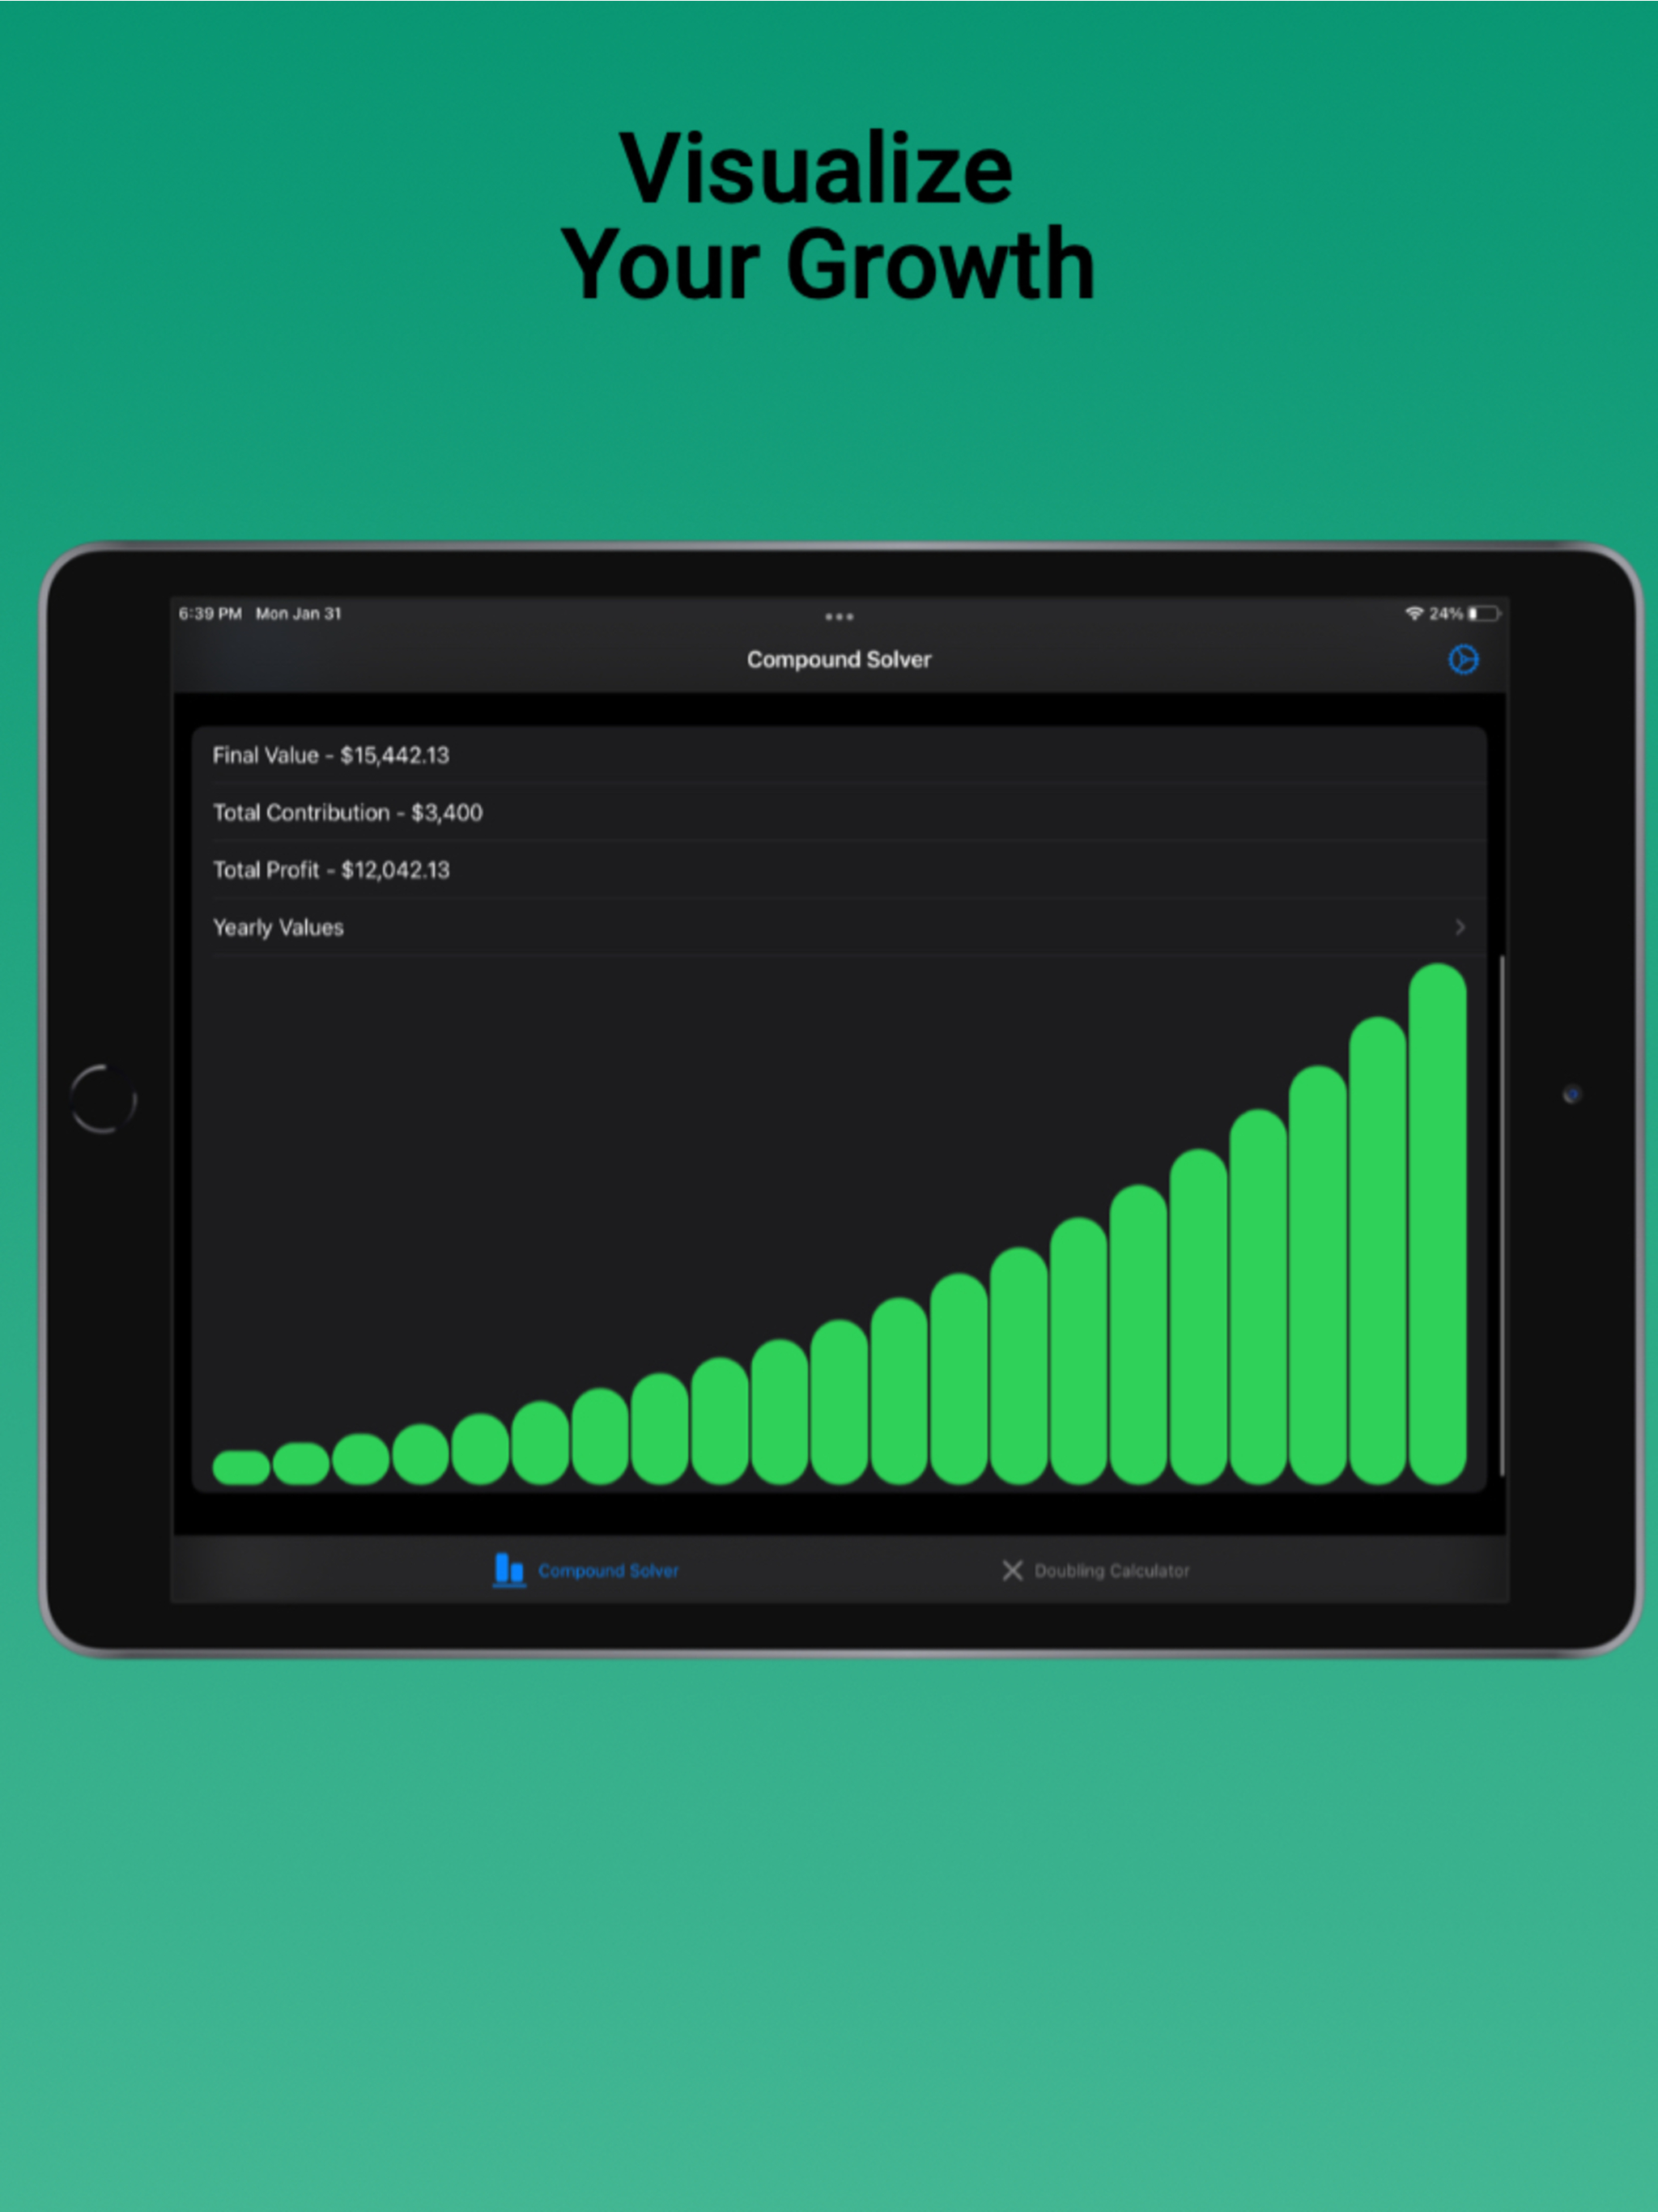 Visualize
Your Growth
6:39 PM Mon Jan 31
24%
Compound Solver
Final Value - $15,442.13
Total Contribution - $3,400
Total Profit - $12,042.13
Yearly Values
Compound Solver
Doubling Calculator